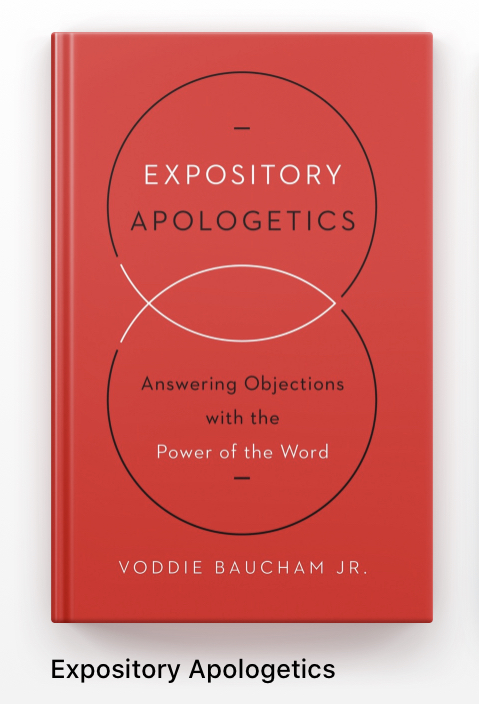 EXPOSITORY
APOLOGETICS
Answering Objections
with the
Power of the Word
VODDIE BAUCHAM JR.
Expository Apologetics